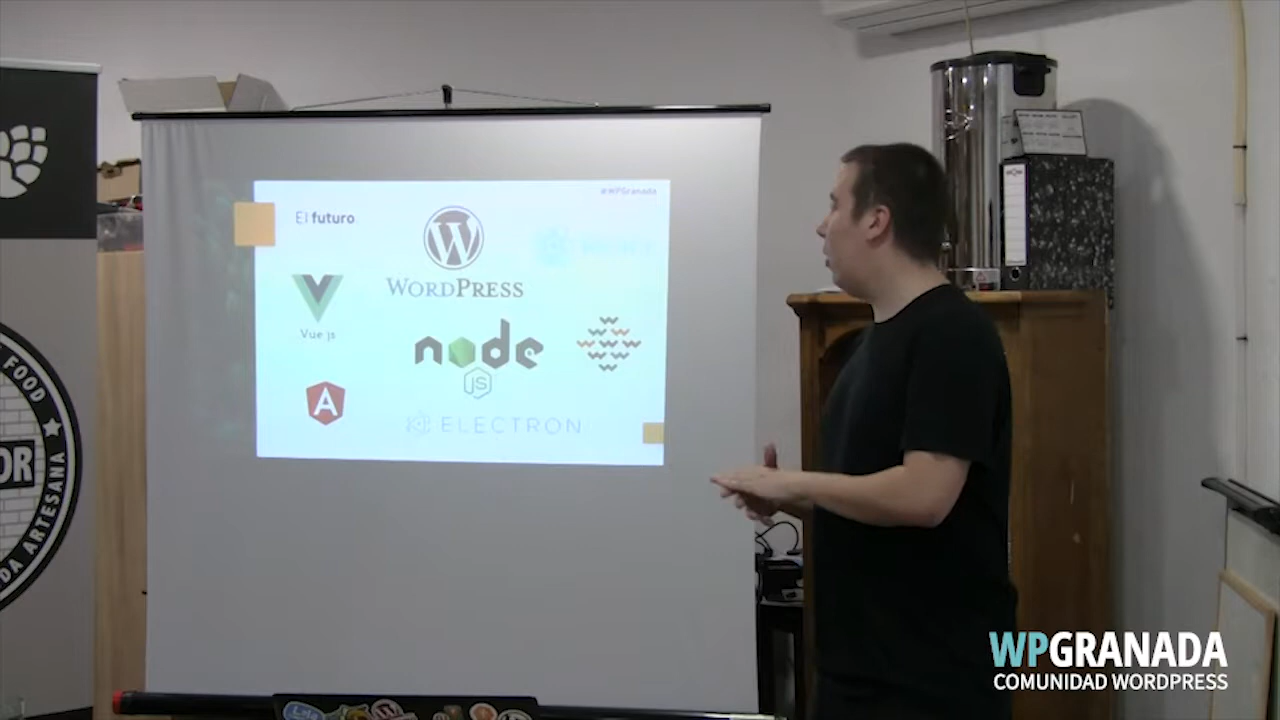 @WPGranada
El futuro
WORDPRESS
Vue js
node
JS
ELECTRON
FOOD
DA ARTESANA
WPGRANADA
COMUNIDAD WORDPRESS